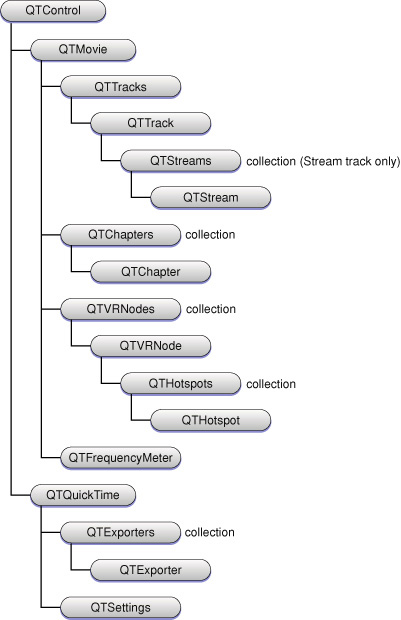 QTControl
QTMovie
QTTracks
QTTrack
QTStreams collection (Stream track only)
QTStream
QTChapters collection
QTChapter
QTVRNodes collection
QTVRNode
QTHotspots collection
QTHotspot
QTFrequencyMeter
QTQuickTime
QTExporters collection
QTExporter
QTSettings